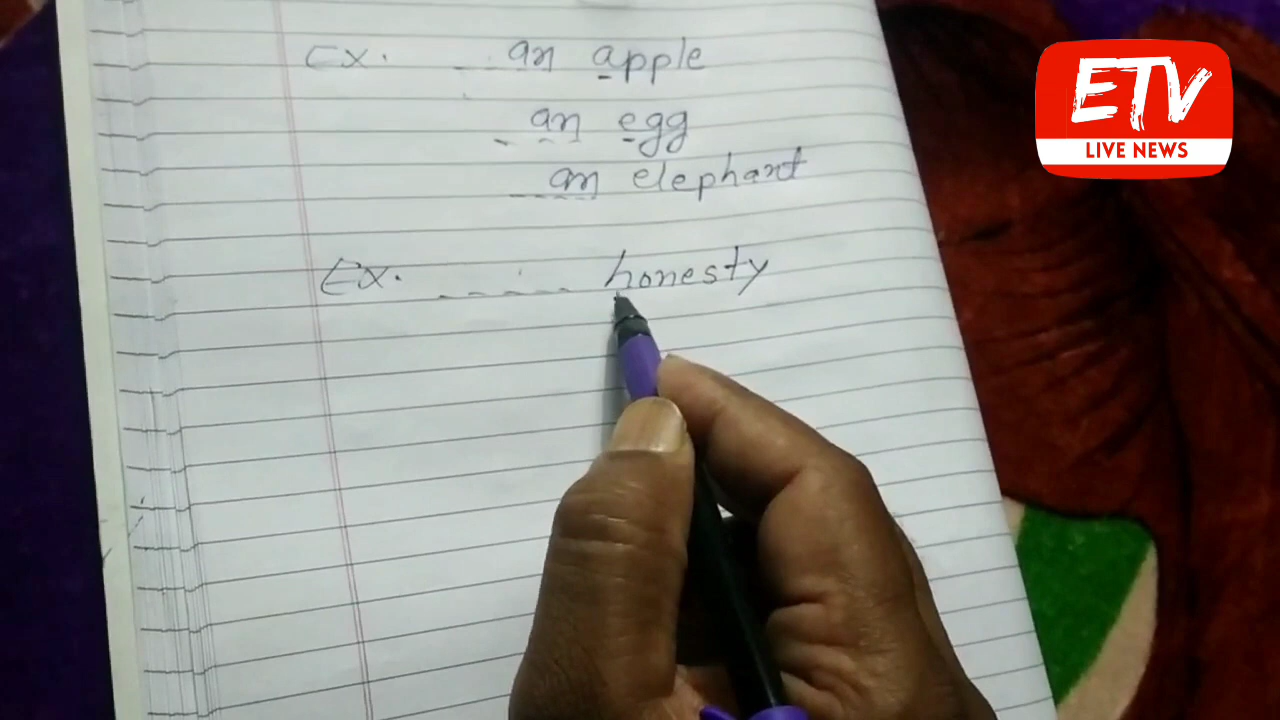 Ex. ... an apple
- an egg
.... an elephant
Ex. ..... honesty
ETV
LIVE NEWS